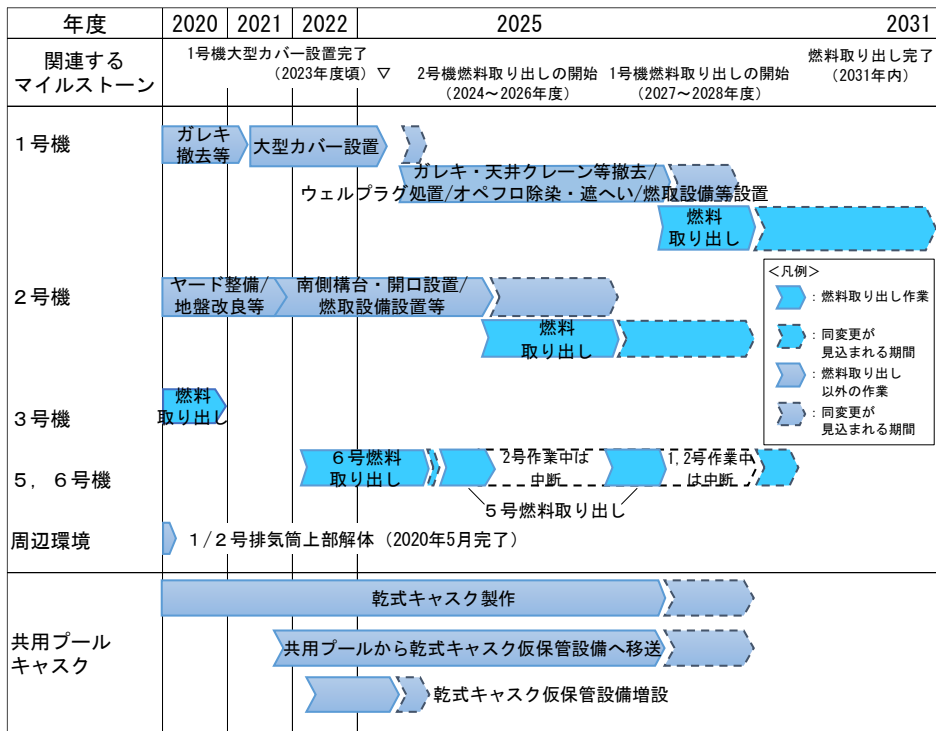 年度
2020
2021
2022
2025
2031
関連する
マイルストーン
1号機大型カバー設置完了
(2023年度頃) ▽
2号機燃料取り出しの開始
(2024～2026年度)
1号機燃料取り出しの開始
(2027～2028年度)
燃料取り出し完了
(2031年内)
1号機
ガレキ
撤去等
大型カバー設置
ガレキ・天井クレーン等撤去/
ウェルプラグ処置/オペフロ除染・遮へい/燃取設備等設置
燃料
取り出し
2号機
ヤード整備/
地盤改良等
南側構台・開口設置/
燃取設備設置等
燃料
取り出し
＜凡例＞
：燃料取り出し作業
：同変更が
見込まれる期間
：燃料取り出し
以外の作業
：同変更が
見込まれる期間
3号機
燃料
取り出し
5, 6号機
6号燃料
取り出し
2号作業中は
中断
1, 2号作業中
は中断
5号燃料取り出し
周辺環境
1/2号排気筒上部解体 (2020年5月完了)
共用プール
キャスク
乾式キャスク製作
共用プールから乾式キャスク仮保管設備へ移送
乾式キャスク仮保管設備増設